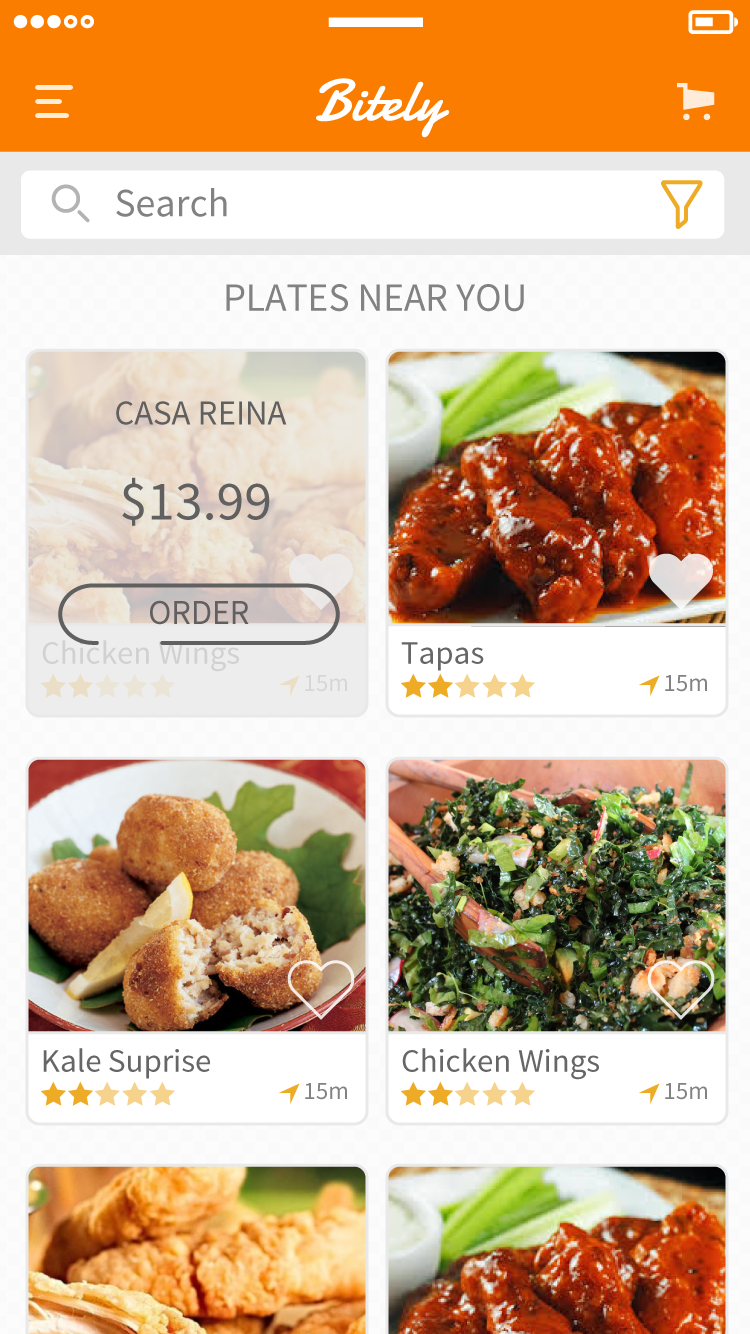 Bitely
Search
PLATES NEAR YOU
CASA REINA
$13.99
ORDER
Chicken Wings
15m
Tapas
15m
Kale Suprise
15m
Chicken Wings
15m